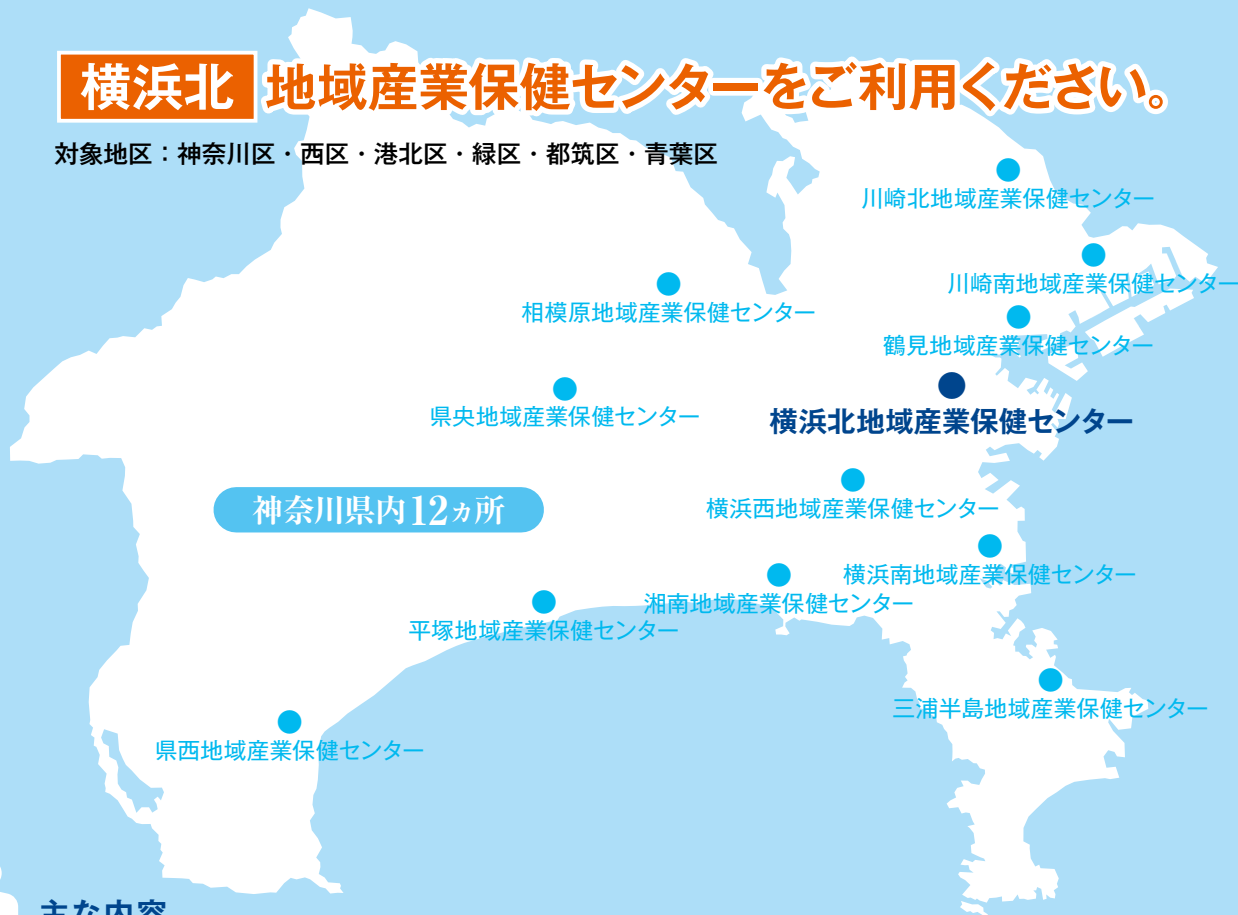 横浜北 地域産業保健センターをご利用ください。
対象地区：神奈川区・西区・港北区・緑区・都筑区・青葉区
川崎北地域産業保健センター
川崎南地域産業保健センター
相模原地域産業保健センター
鶴見地域産業保健センター
県央地域産業保健センター
横浜北地域産業保健センター
神奈川県内12ヵ所
横浜西地域産業保健センター
横浜南地域産業保健センター
湘南地域産業保健センター
平塚地域産業保健センター
三浦半島地域産業保健センター
県西地域産業保健センター
主な内容